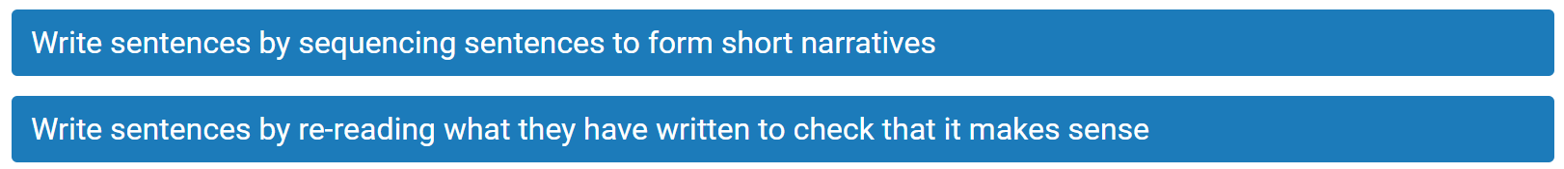 Write sentences by sequencing sentences to form short narratives
Write sentences by re-reading what they have written to check that it makes sense